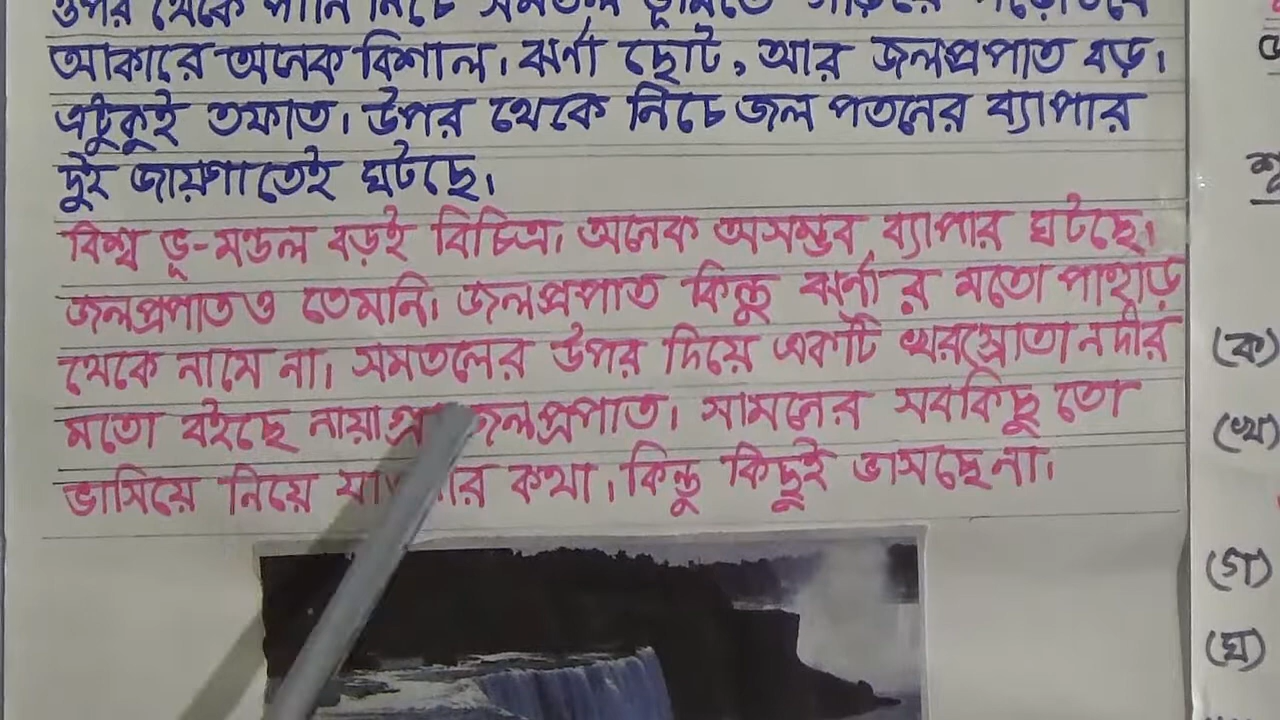 ওপর থেকে পানি নিচে সমতল ভূমিতে
আকারে অনেক বিশাল। ঝর্না ছোট, আর জলপ্রপাত বড়।
এটুকুই তফাত। উপর থেকে নিচে জল পতনের ব্যাপার
দুই জায়গাতেই ঘটছে।
বিশ্ব ভূ-মন্ডল বড়ই বিচিত্র। অনেক অসম্ভব ব্যাপার ঘটছে।
জলপ্রপাতও তেমনি। জলপ্রপাত কিন্তু ঝর্নার মতো পাহাড়
থেকে নামে না। সমতলের উপর দিয়ে একটি খরস্রোতা নদীর
মতো বইছে জলপ্রপাত। সামনের সবকিছু তো
ভাসিয়ে নিয়ে কথা। কিন্তু কিছুই ভাসছে না।
(ক)
(খ)
(গ)
(ঘ)